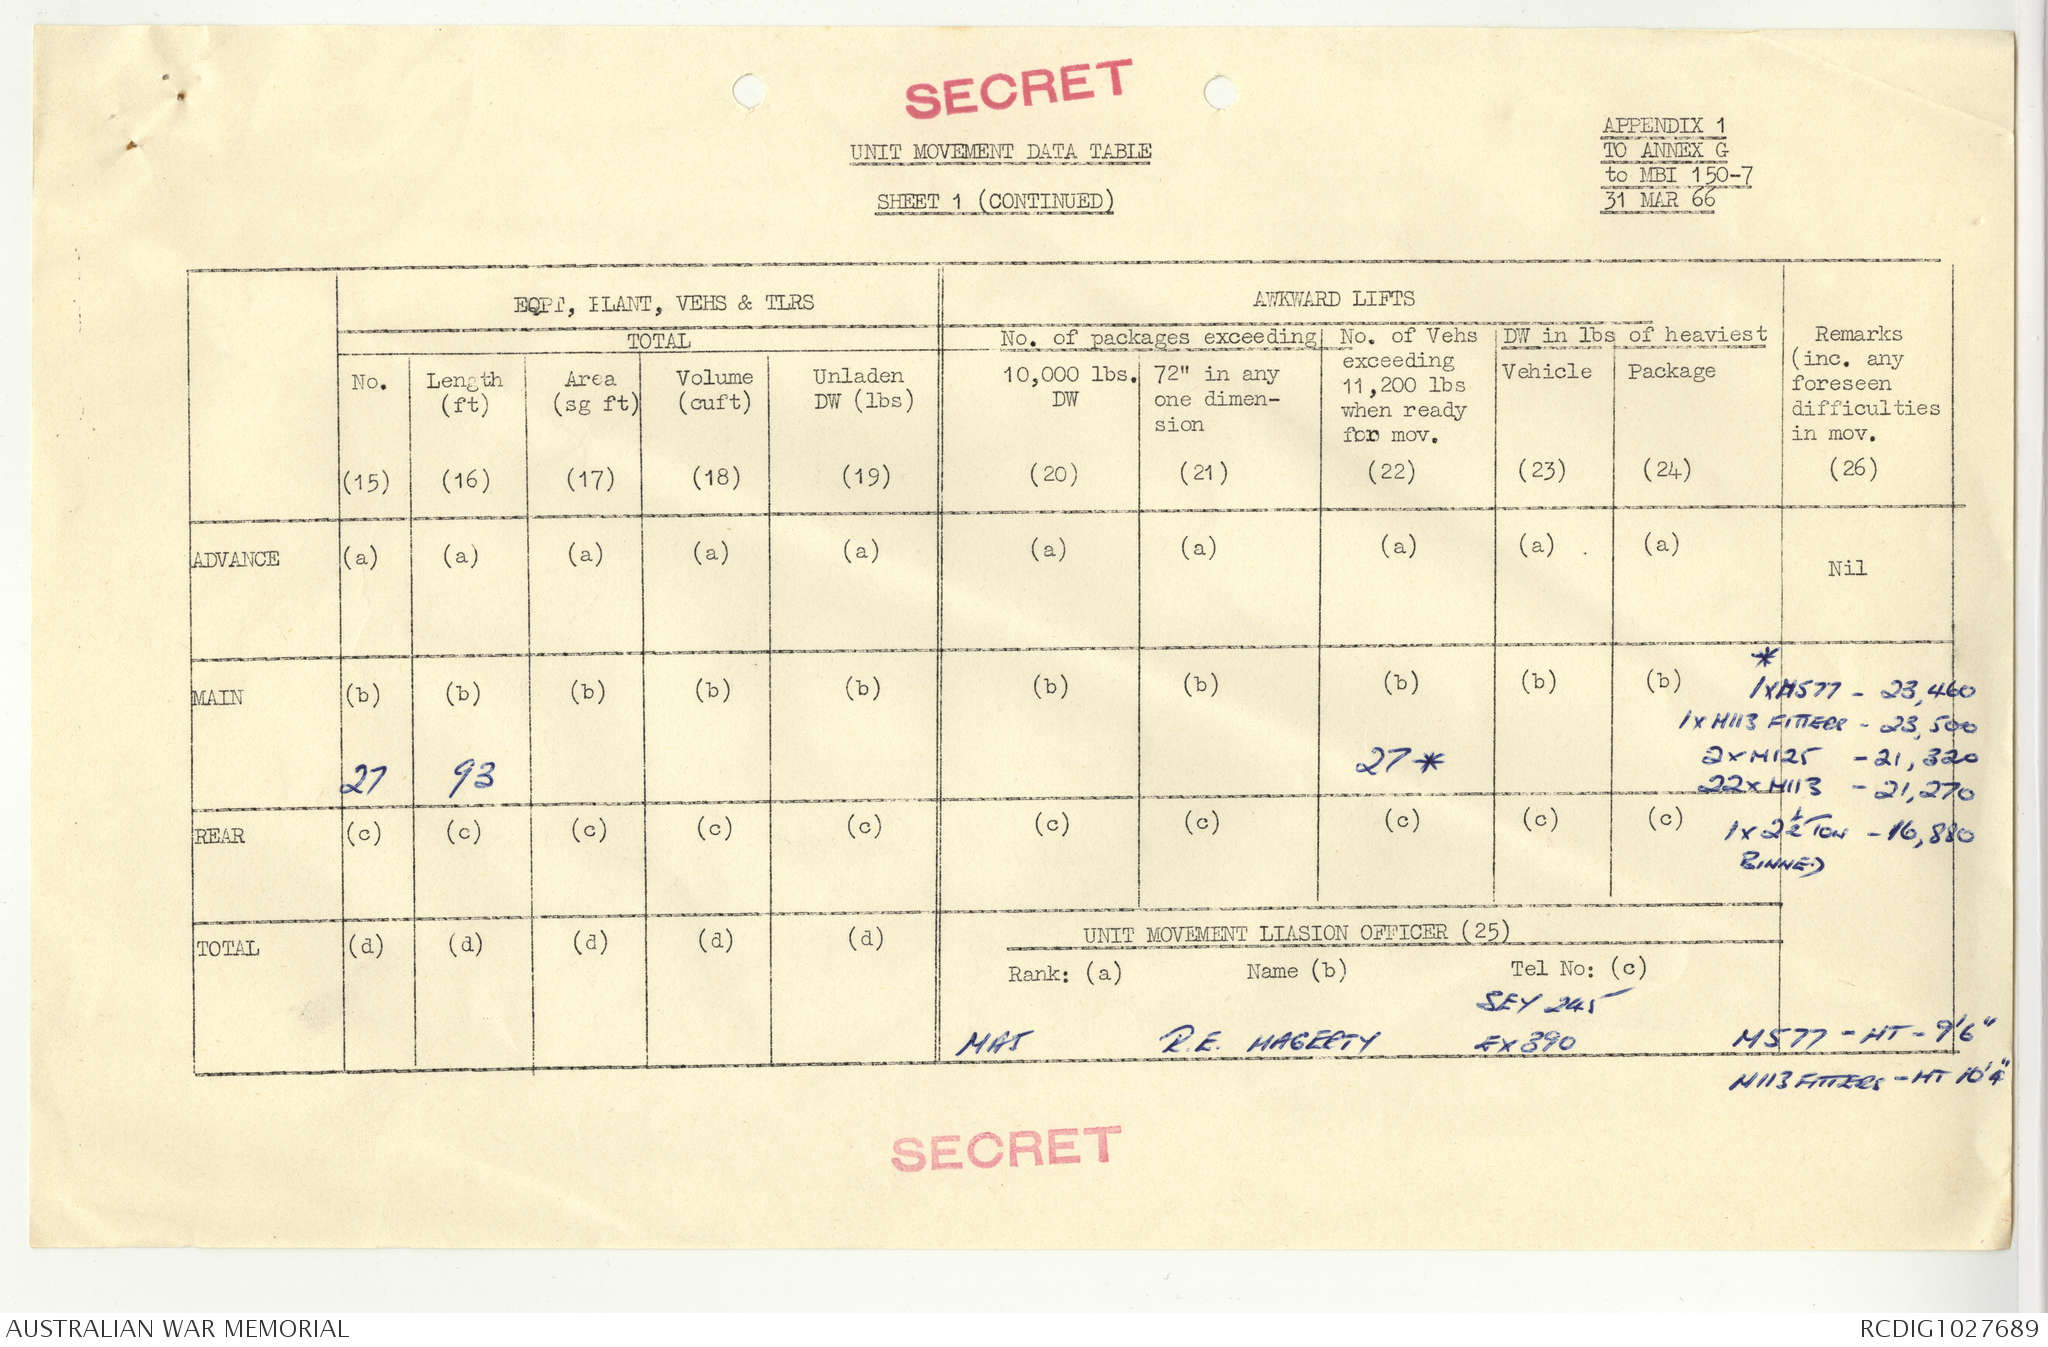 SECRET
UNIT MOVEMENT DATA TABLE
SHEET 1 (CONTINUED)
APPENDIX 1
TO ANNEX G
to MBI 150-7
31 MAR 66
EQPT, PLANT, VEHS & TLRS
AWKWARD LIFTS
TOTAL
No. of packages exceeding
No. of Vehs
exceeding
11,200 lbs
when ready
for mov.
DW in lbs of heaviest
Remarks
(inc. any
foreseen
difficulties
in mov.
No.
Length
(ft)
Area
(sg ft)
Volume
(cuft)
Unladen
DW (lbs)
10,000 lbs.
DW
72" in any
one dimen-
sion
Vehicle
Package
(15) (16) (17) (18) (19) (20) (21) (22) (23) (24) (26)
ADVANCE (a) (a) (a) (a) (a) (a) (a) (a) (a) (a) Nil
MAIN (b) (b) (b) (b) (b) (b) (b) (b) (b) (b)
27 93 27*
*
1xM577 - 23,460
1x M113 FITTERS - 23,500
2xM125 - 21,320
22xM113 - 21,270
REAR (c) (c) (c) (c) (c) (c) (c) (c) (c) (c)
1x 2½ TON - 16,880
BINNED
TOTAL (d) (d) (d) (d) (d)
UNIT MOVEMENT LIASION OFFICER (25)
Rank: (a) Name (b) Tel No: (c)
SEY 245
MAJ R.E. HAGERTY EX390
M577 - HT - 9'6"
M113 FITTERS - HT 10'4"
SECRET
AUSTRALIAN WAR MEMORIAL
RCDIG1027689